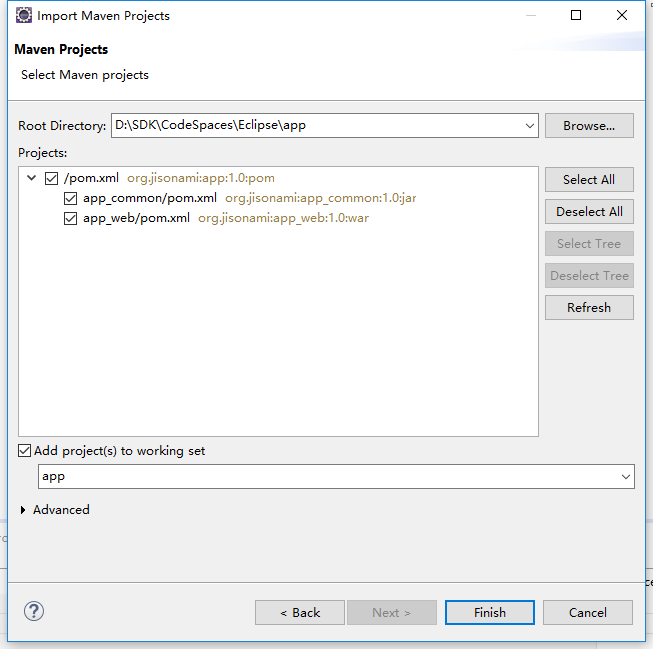 Import Maven Projects
Maven Projects
Select Maven projects
Root Directory: D:\SDK\CodeSpaces\Eclipse\app Browse...
Projects:
/pom.xml org.jisonami:app:1.0:pom Select All
app_common/pom.xml org.jisonami:app_common:1.0:jar
app_web/pom.xml org.jisonami:app_web:1.0:war Deselect All
Select Tree
Deselect Tree
Refresh
Add project(s) to working set
app
Advanced
? < Back Next > Finish Cancel